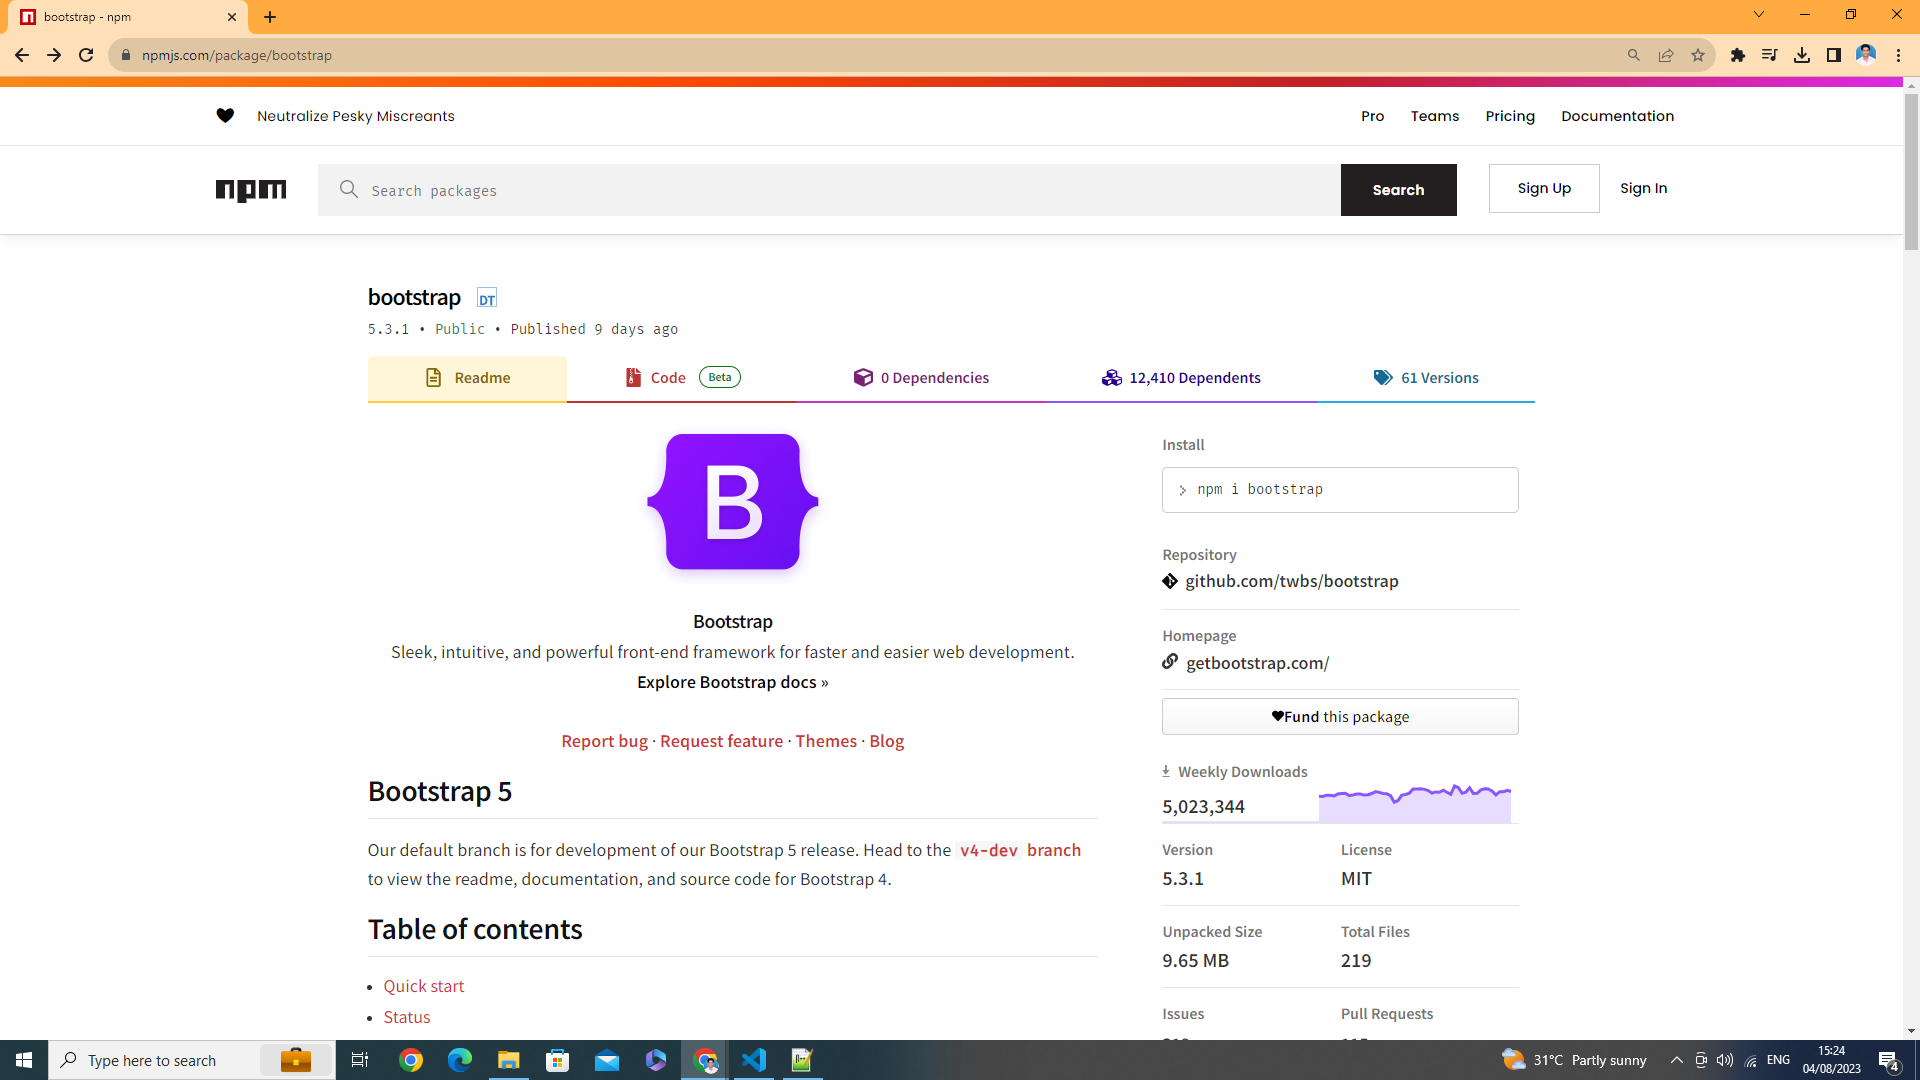 bootstrap - npm
npmjs.com/package/bootstrap
Neutralize Pesky Miscreants
Pro
Teams
Pricing
Documentation
npm
Search packages
Search
Sign Up
Sign In
bootstrap
DT
5.3.1 • Public • Published 9 days ago
Readme
Code Beta
0 Dependencies
12,410 Dependents
61 Versions
B
Bootstrap
Sleek, intuitive, and powerful front-end framework for faster and easier web development.
Explore Bootstrap docs »
Report bug · Request feature · Themes · Blog
Bootstrap 5
Our default branch is for development of our Bootstrap 5 release. Head to the v4-dev branch
to view the readme, documentation, and source code for Bootstrap 4.
Table of contents
• Quick start
• Status
Install
> npm i bootstrap
Repository
github.com/twbs/bootstrap
Homepage
getbootstrap.com/
Fund this package
Weekly Downloads
5,023,344
Version
License
5.3.1
MIT
Unpacked Size
Total Files
9.65 MB
219
Issues
Pull Requests
Type here to search
31°C Partly sunny
ENG
15:24
04/08/2023
4